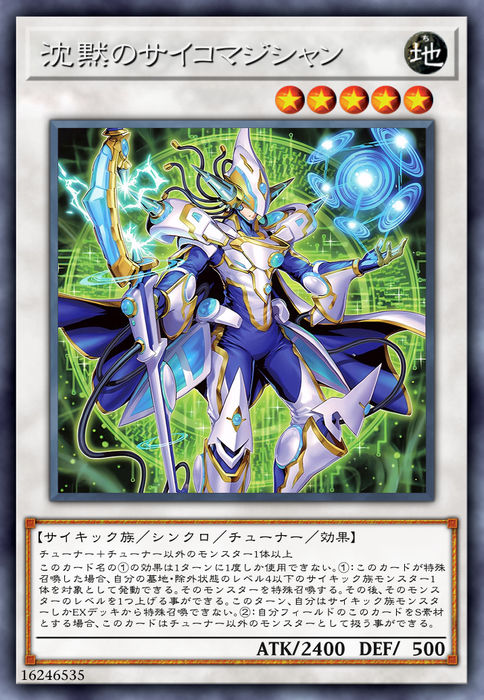 沈黙のサイコマジシャン
地
ち
【サイキック族／シンクロ／チューナー／効果】
チューナー＋チューナー以外のモンスター1体以上
このカード名の①の効果は1ターンに1度しか使用できない。①：このカードが特殊
召喚した場合、自分の墓地・除外状態のレベル4以下のサイキック族モンスター1
体を対象として発動できる。そのモンスターを特殊召喚する。その後、そのモンス
ターのレベルを1つ上げる事ができる。このターン、自分はサイキック族モンスタ
ーしかEXデッキから特殊召喚できない。②：自分フィールドのこのカードをS素材
とする場合、このカードはチューナー以外のモンスターとして扱う事ができる。
ATK/2400 DEF/ 500
16246535